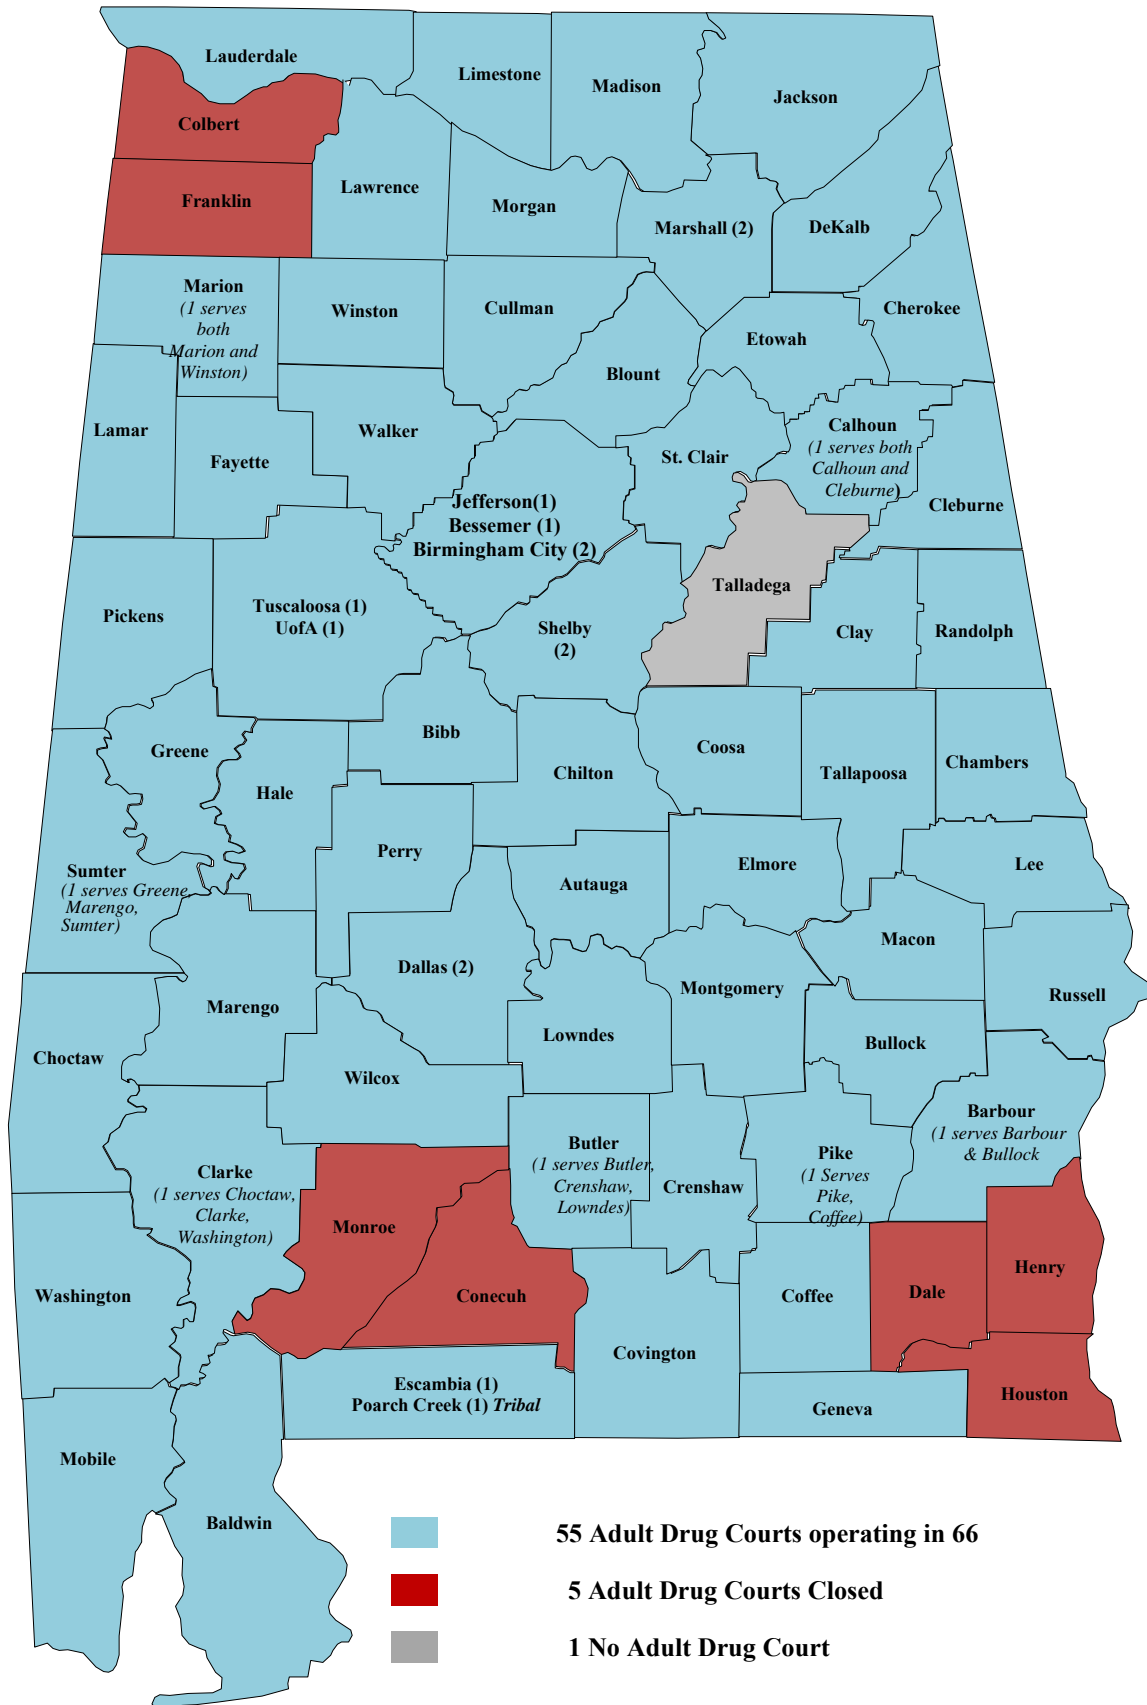 Lauderdale
Limestone
Madison
Jackson
Colbert
Franklin
Lawrence
Morgan
Marshall (2)
DeKalb
Cherokee
Marion
(1 serves
both
Marion and
Winston)
Winston
Cullman
Etowah
Blount
Lamar
Fayette
Walker
St. Clair
Calhoun
(1 serves both
Calhoun and
Cleburne)
Cleburne
Jefferson(1)
Bessemer (1)
Birmingham City (2)
Talladega
Pickens
Tuscaloosa (1)
UofA (1)
Shelby
(2)
Clay
Randolph
Greene
Hale
Bibb
Chilton
Coosa
Tallapoosa
Chambers
Perry
Sumter
(1 serves Greene,
Marengo,
Sumter)
Autauga
Elmore
Lee
Macon
Dallas (2)
Marengo
Montgomery
Russell
Lowndes
Bullock
Choctaw
Wilcox
Clarke
(1 serves Choctaw,
Clarke,
Washington)
Butler
(1 serves Butler,
Crenshaw,
Lowndes)
Crenshaw
Pike
(1 Serves
Pike,
Coffee)
Barbour
(1 serves Barbour
& Bullock
Monroe
Conecuh
Washington
Coffee
Dale
Henry
Covington
Escambia (1)
Poarch Creek (1) Tribal
Geneva
Houston
Mobile
Baldwin
55 Adult Drug Courts operating in 66
5 Adult Drug Courts Closed
1 No Adult Drug Court